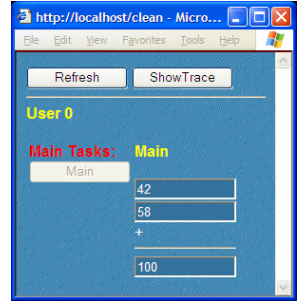 http://localhost/clean - Micro...
File Edit View Favorites Tools Help
Refresh ShowTrace
User 0
Main Tasks: Main
Main
42
58
+
100